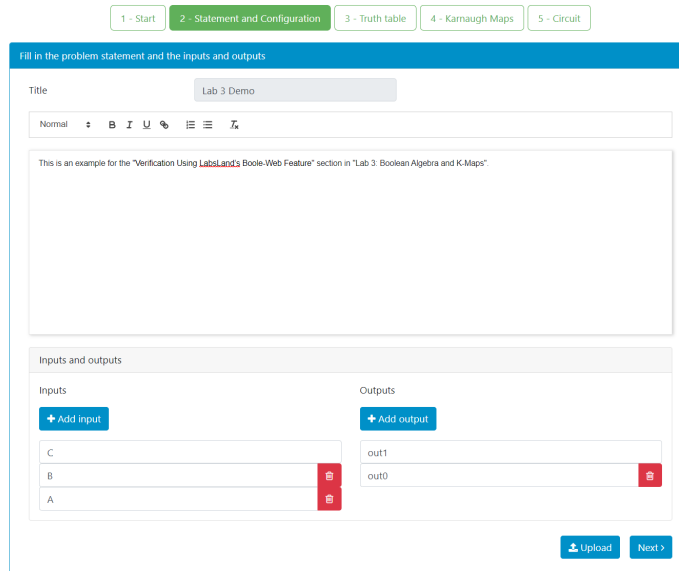 1 - Start
2 - Statement and Configuration
3 - Truth table
4 - Karnaugh Maps
5 - Circuit
Fill in the problem statement and the inputs and outputs
Title
Lab 3 Demo
Normal
This is an example for the "Verification Using LabsLand's Boole-Web Feature" section in "Lab 3: Boolean Algebra and K-Maps".
Inputs and outputs
Inputs
Outputs
+ Add input
+ Add output
C
out1
B
out0
A
Upload
Next >